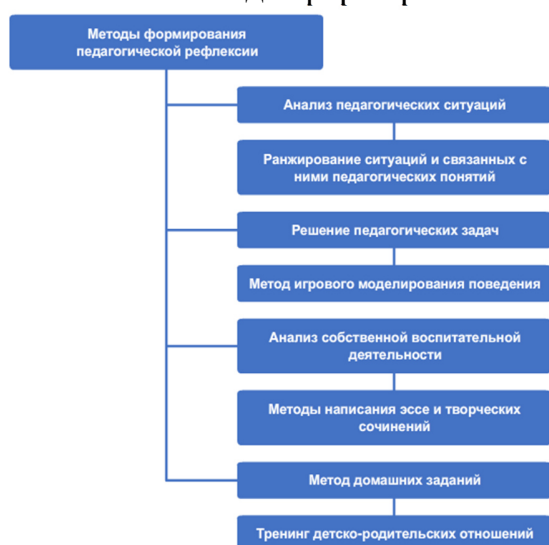 Методы формирования
педагогической рефлексии
Анализ педагогических ситуаций
Ранжирование ситуаций и связанных с
ними педагогических понятий
Решение педагогических задач
Метод игрового моделирования поведения
Анализ собственной воспитательной
деятельности
Методы написания эссе и творческих
сочинений
Метод домашних заданий
Тренинг детско-родительских отношений